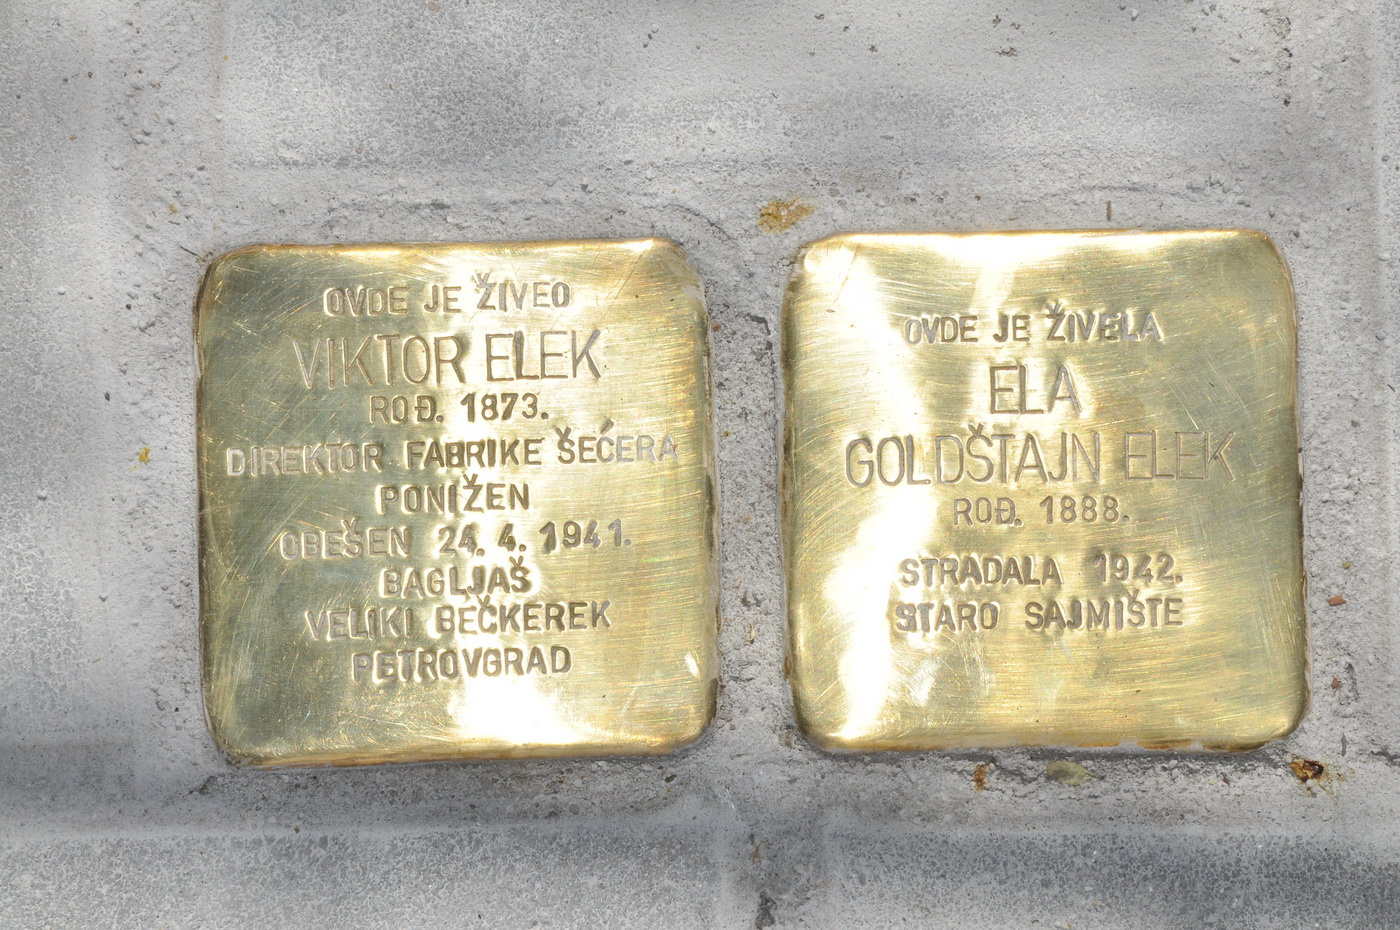 OVDE JE ŽIVEO
VIKTOR ELEK
ROĐ. 1873.
DIREKTOR FABRIKE ŠEĆERA
PONIŽEN
OBEŠEN 24. 4. 1941.
BAGLJAŠ
VELIKI BEČKEREK
PETROVGRAD
OVDE JE ŽIVELA
ELA
GOLDŠTAJN ELEK
ROĐ. 1888.
STRADALA 1942.
STARO SAJMIŠTE